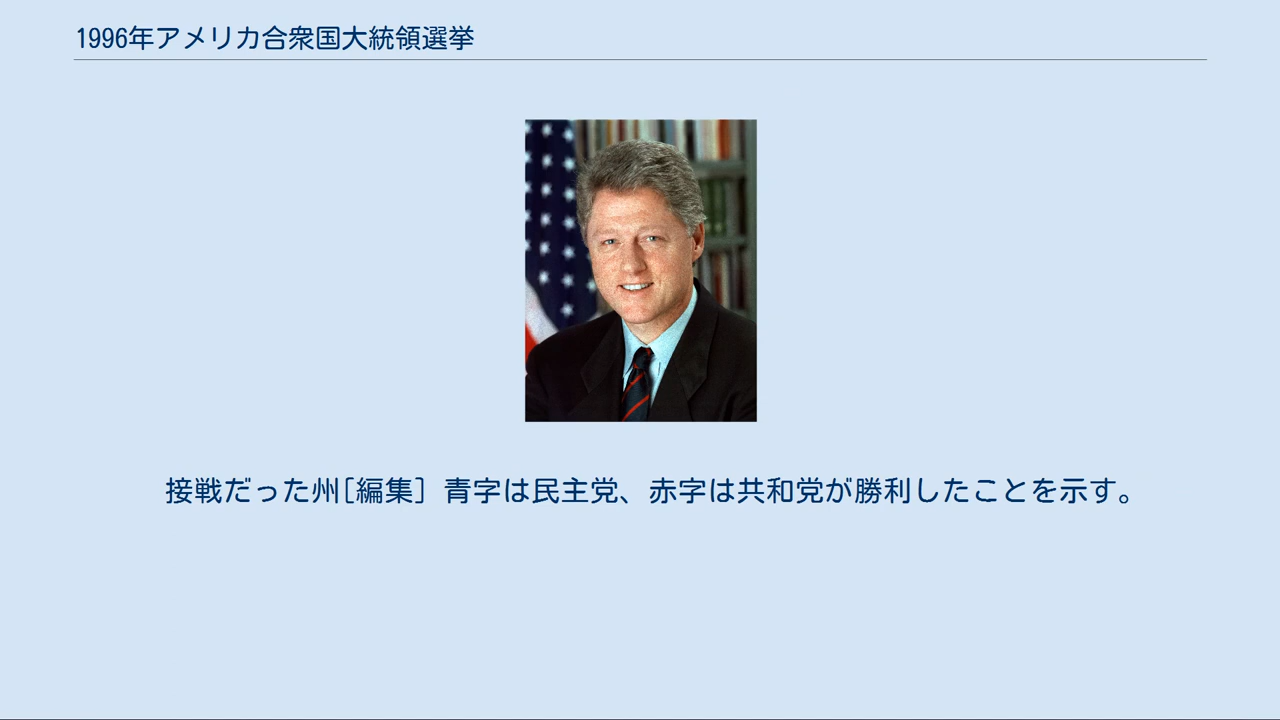 1996年アメリカ合衆国大統領選挙
接戦だった州[編集] 青字は民主党、赤字は共和党が勝利したことを示す。